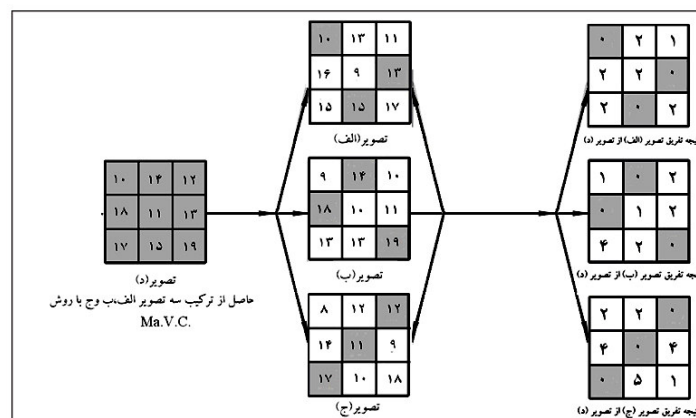 ۱۰ ۱۳ ۱۱
۱۶ ۹ ۱۳
۱۵ ۱۵ ۱۷
تصویر(الف)
۰ ۲ ۱
۲ ۲ ۰
۲ ۰ ۲
یجه تفریق تصویر (الف) از تصویر (د)
۱۰ ۱۴ ۱۲
۱۸ ۱۱ ۱۳
۱۷ ۱۵ ۱۹
تصویر(د)
حاصل از ترکیب سه تصویر الف،ب وج با روش
Ma.V.C.
۹ ۱۴ ۱۰
۱۸ ۱۰ ۱۱
۱۳ ۱۳ ۱۹
تصویر(ب)
۱ ۰ ۲
۰ ۱ ۲
۴ ۲ ۰
یجه تفریق تصویر (ب) از تصویر (د)
۸ ۱۲ ۱۲
۱۴ ۱۱ ۹
۱۷ ۱۰ ۱۸
تصویر(ج)
۲ ۲ ۰
۴ ۰ ۴
۰ ۵ ۱
یجه تفریق تصویر (ج) از تصویر (د)